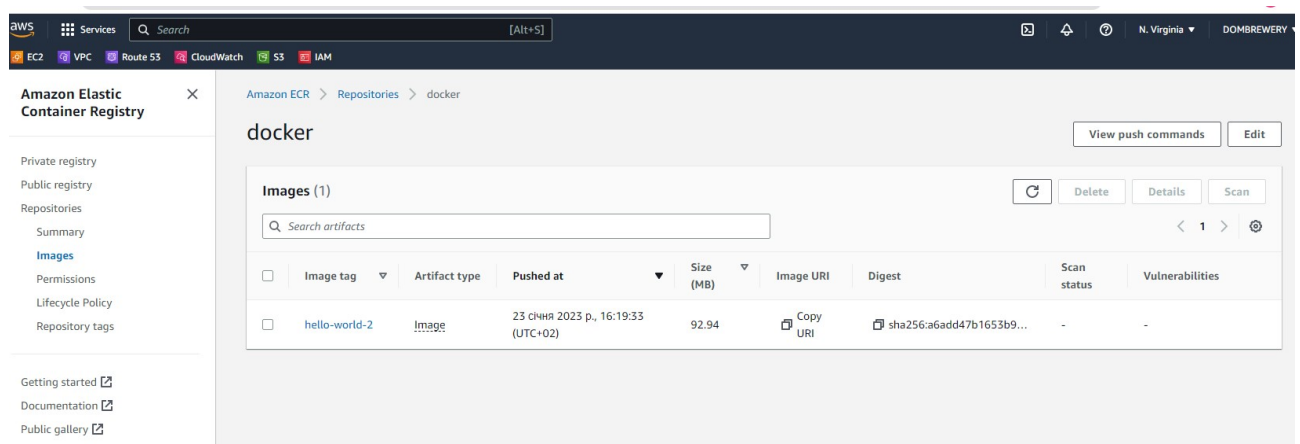 aws Services Search [Alt+S] N. Virginia DOMBREWERY
EC2 VPC Route 53 CloudWatch S3 IAM
Amazon Elastic
Container Registry
Private registry
Public registry
Repositories
Summary
Images
Permissions
Lifecycle Policy
Repository tags
Getting started
Documentation
Public gallery
Amazon ECR > Repositories > docker
docker
View push commands Edit
Images (1)
Delete Details Scan
Search artifacts
< 1 >
Image tag Artifact type Pushed at Size
(MB) Image URI Digest Scan
status Vulnerabilities
hello-world-2 Image 23 січня 2023 р., 16:19:33
(UTC+02) 92.94 Copy
URI sha256:a6add47b1653b9... - -